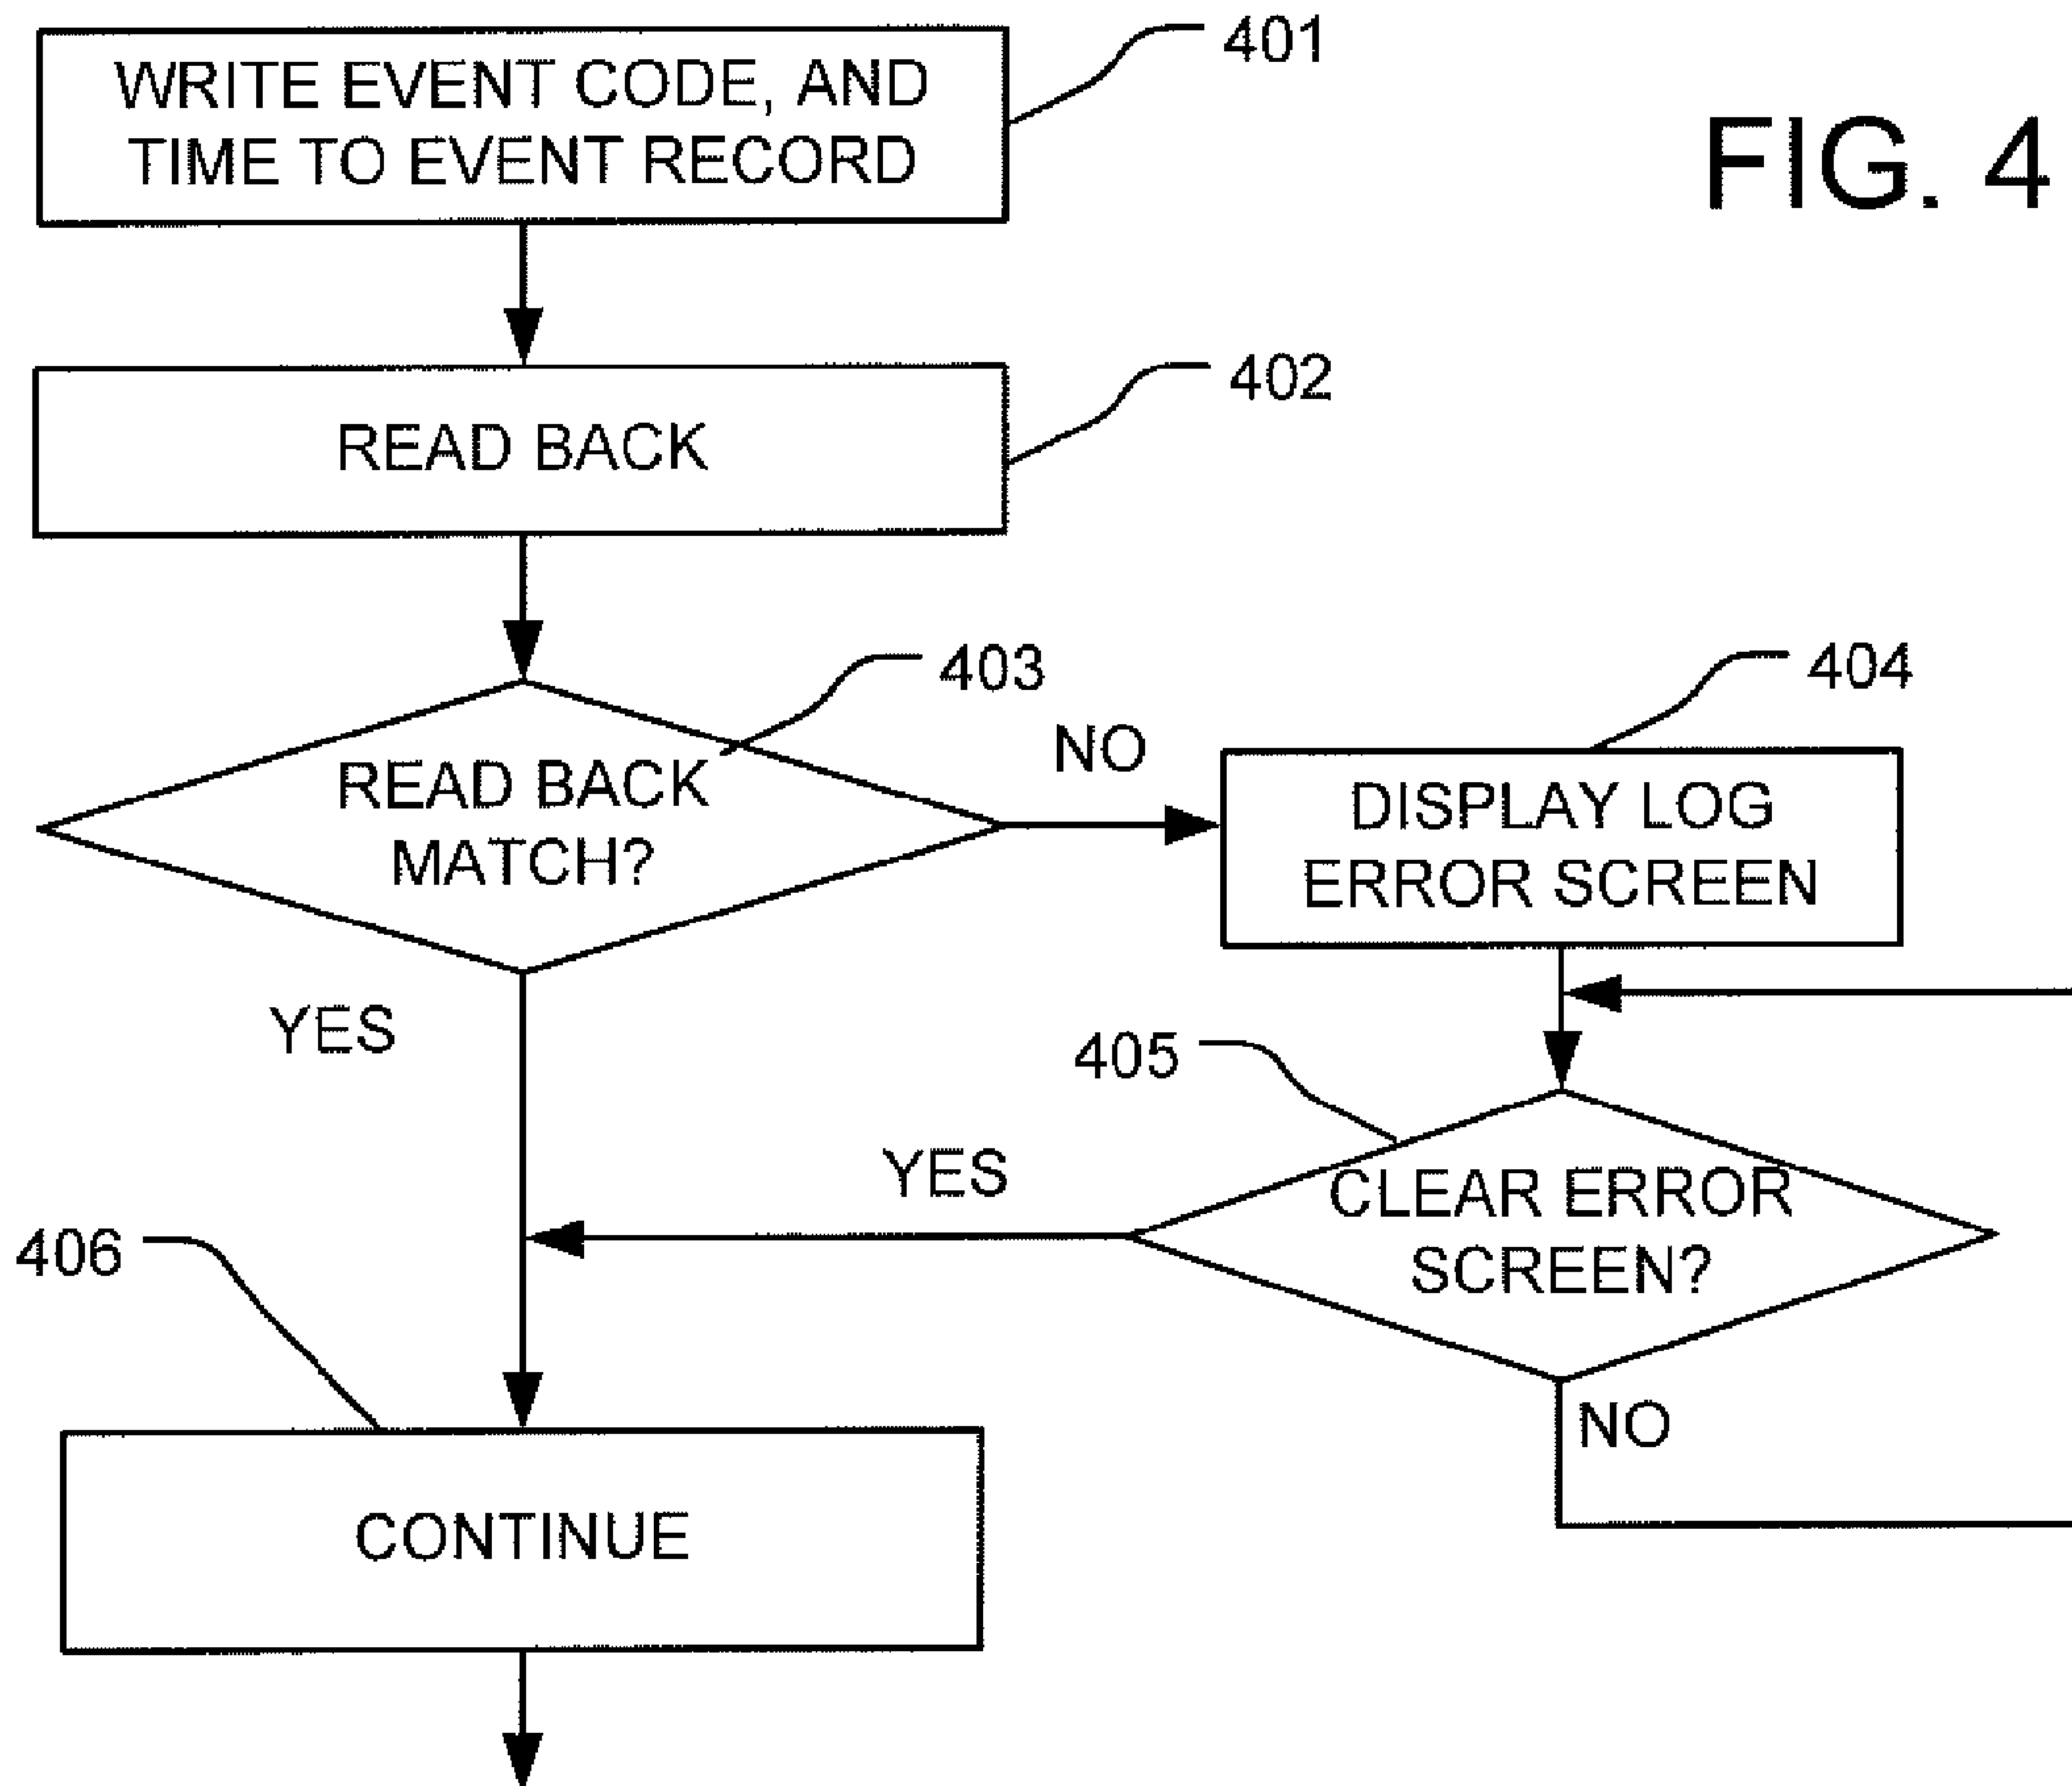 401
WRITE EVENT CODE, AND
TIME TO EVENT RECORD
FIG. 4
402
READ BACK
403
404
NO
READ BACK
MATCH?
DISPLAY LOG
ERROR SCREEN
YES
405
YES
CLEAR ERROR
SCREEN?
406
NO
CONTINUE